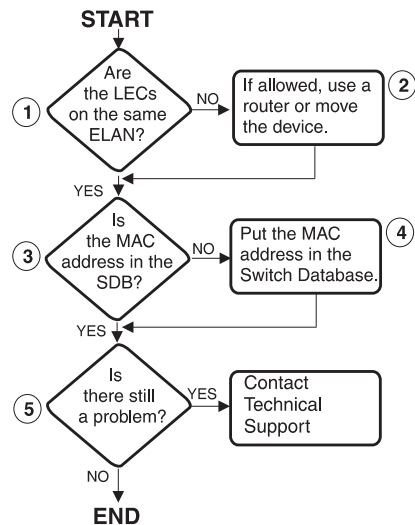 START
Are
the LECs
on the same
ELAN?
1
NO
If allowed, use a
router or move
the device.
2
YES
Is
the MAC
address in the
SDB?
3
NO
Put the MAC
address in the
Switch Database.
4
YES
Is
there still
a problem?
5
YES
Contact
Technical
Support
NO
END